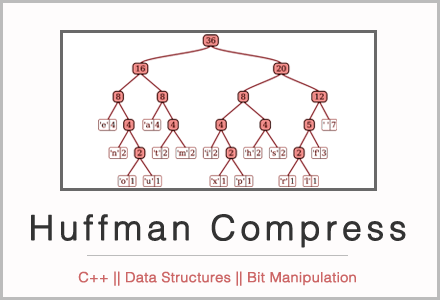 36
16 20
8 8 8 12
'e' 4 4 'a' 4 4 4 4 5 ' ' 7
'n' 2 2 't' 2 'm' 2 'i' 2 2 'h' 2 's' 2 2 'f' 3
'o' 1 'u' 1 'x' 1 'p' 1 'r' 1 'l' 1
Huffman Compress
C++ || Data Structures || Bit Manipulation